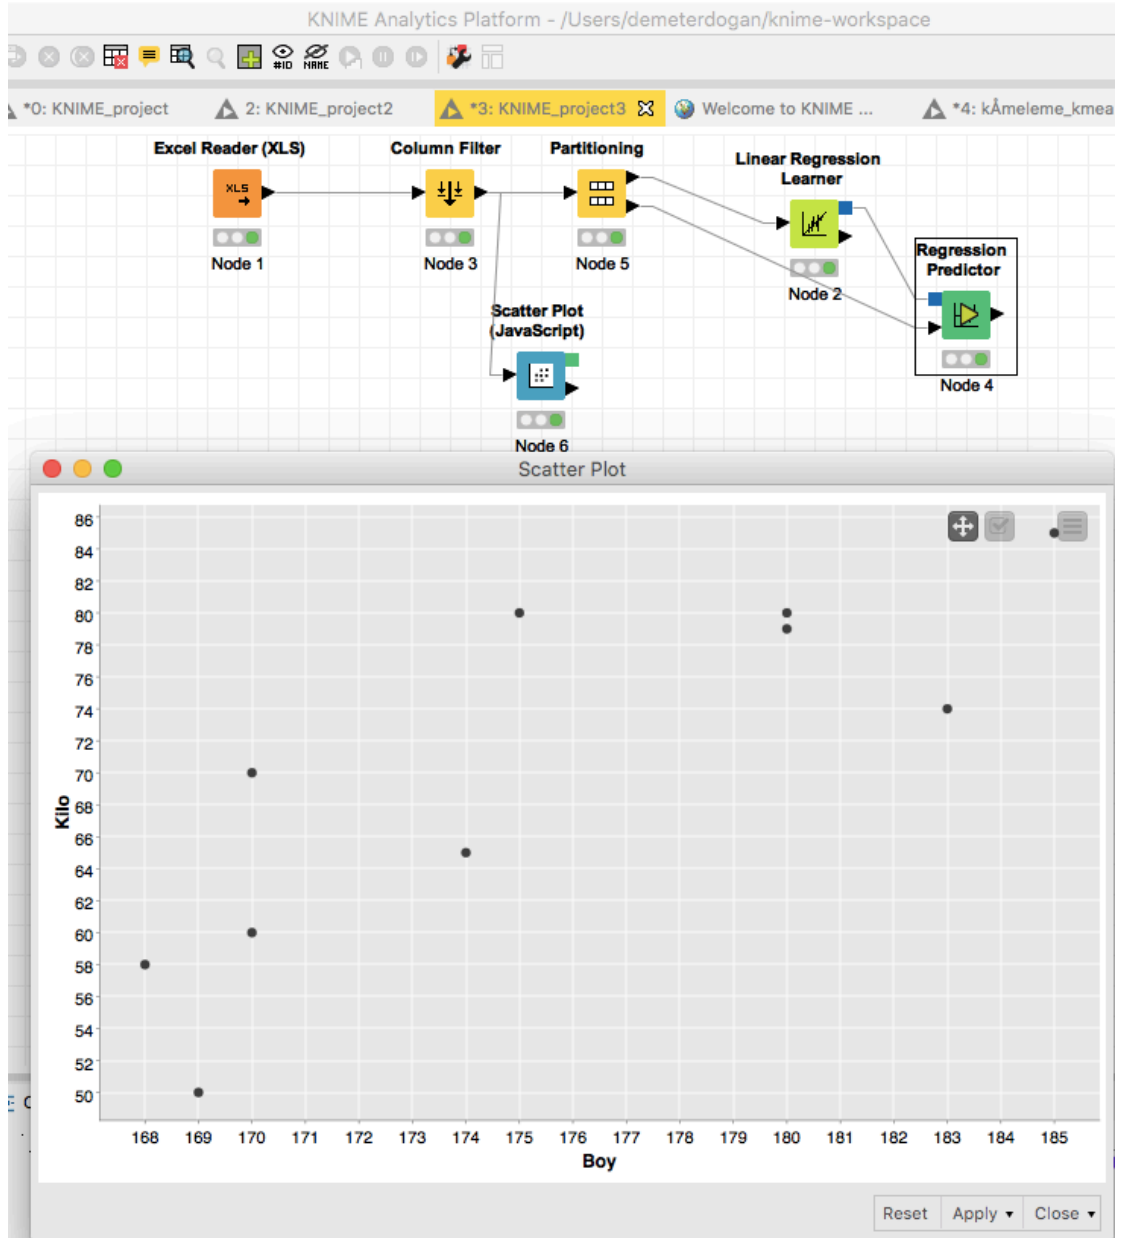 KNIME Analytics Platform - /Users/demeterdogan/knime-workspace
#ID NAME
*0: KNIME_project 2: KNIME_project2 *3: KNIME_project3 Welcome to KNIME ... *4: kÅmeleme_kmea
Excel Reader (XLS) Column Filter Partitioning
Linear Regression
Learner
XLS
Node 1 Node 3 Node 5
Node 2
Regression
Predictor
Node 4
Scatter Plot
(JavaScript)
Node 6
Scatter Plot
86
84
82
80
78
76
74
72
70
68
66
64
62
60
58
56
54
52
50
Kilo
168 169 170 171 172 173 174 175 176 177 178 179 180 181 182 183 184 185
Boy
Reset Apply Close